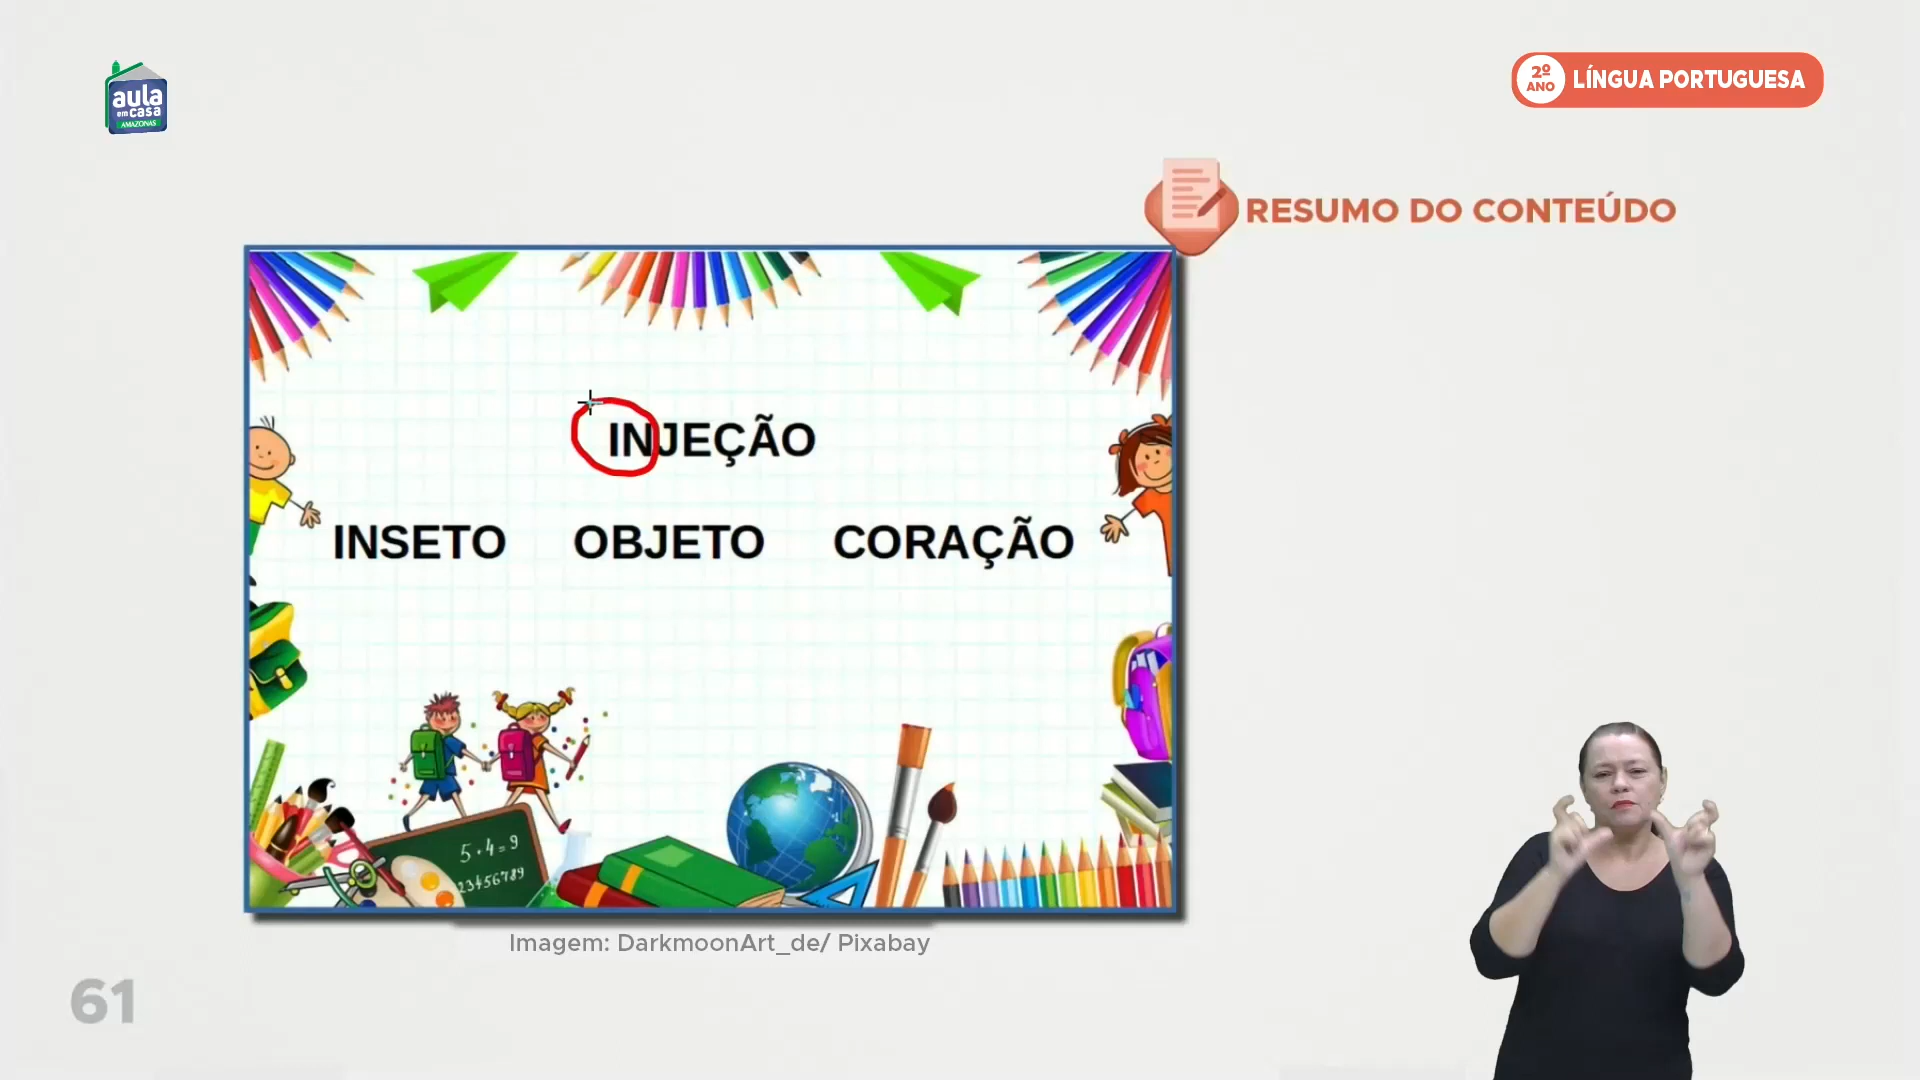 aula
em casa
AMAZONAS
2º
ANO
LÍNGUA PORTUGUESA
RESUMO DO CONTEÚDO
INJEÇÃO
INSETO OBJETO CORAÇÃO
5·4=9
123456789
Imagem: DarkmoonArt_de/ Pixabay
61